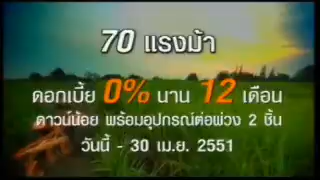 70 แรงม้า
ดอกเบี้ย 0% นาน 12 เดือน
ดาวน์น้อย พร้อมอุปกรณ์ต่อพ่วง 2 ชิ้น
วันนี้ - 30 เม.ย. 2551